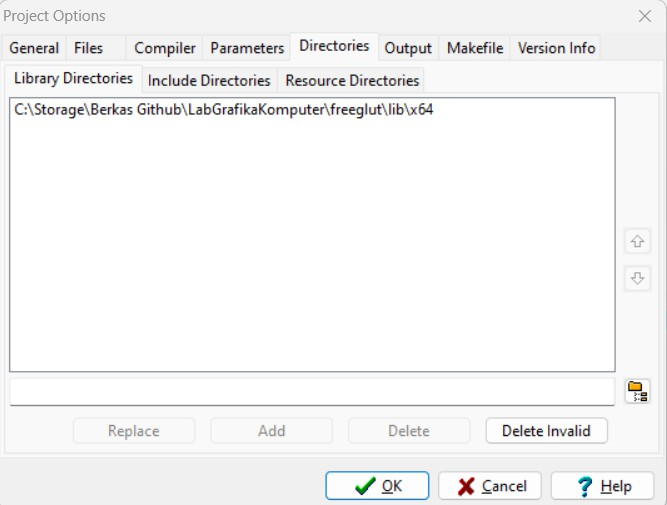 Project Options
General Files Compiler Parameters Directories Output Makefile Version Info
Library Directories Include Directories Resource Directories
C:\Storage\Berkas Github\LabGrafikaKomputer\freeglut\lib\x64
Replace Add Delete Delete Invalid
OK Cancel ? Help